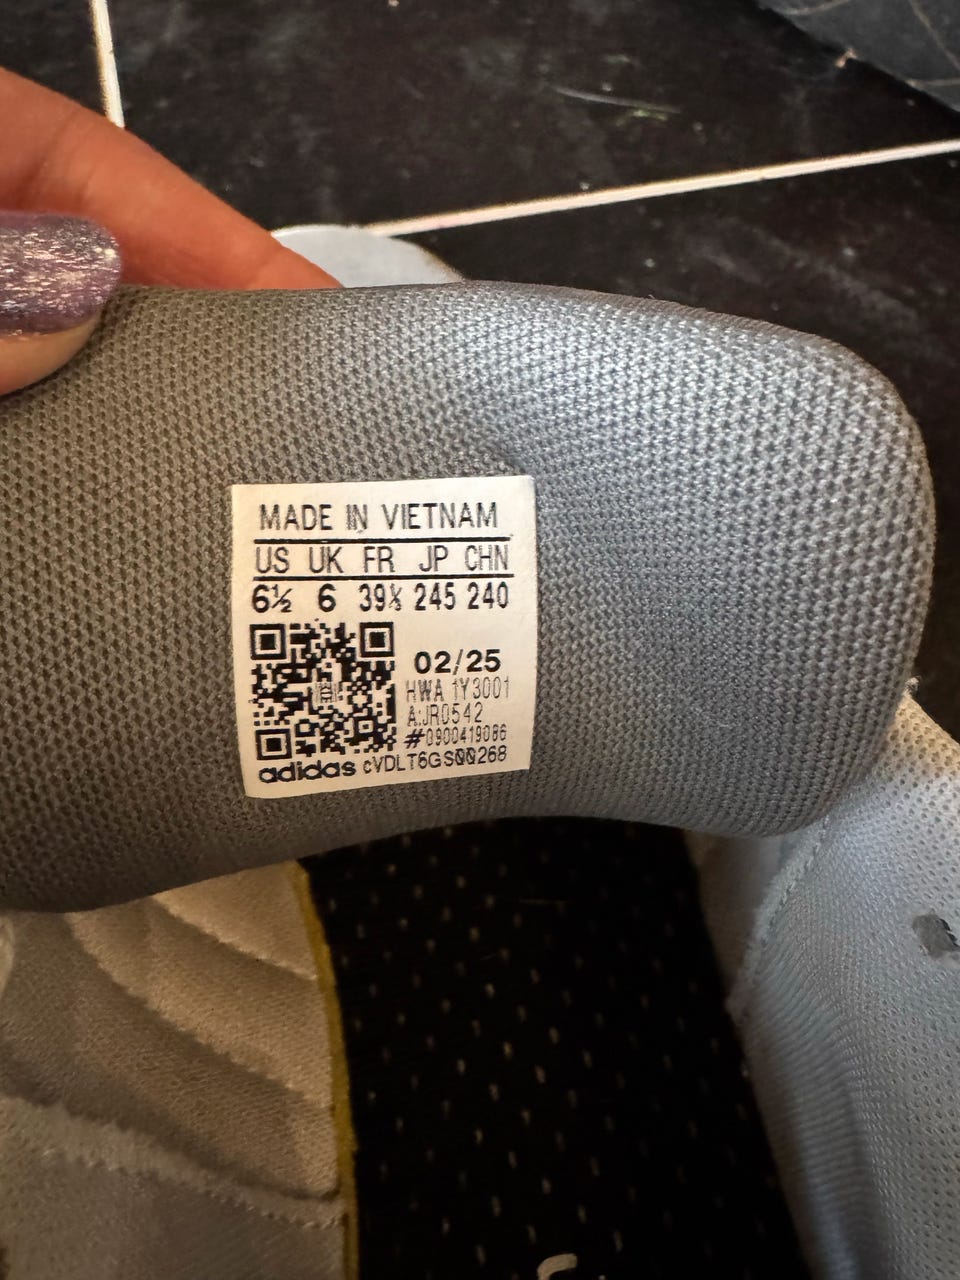 MADE IN VIETNAM
US UK FR JP CHN
6½ 6 39⅓ 245 240
02/25
HWA 1Y3001
A:JR0542
#0900419086
adidas cVDLT6GS00268